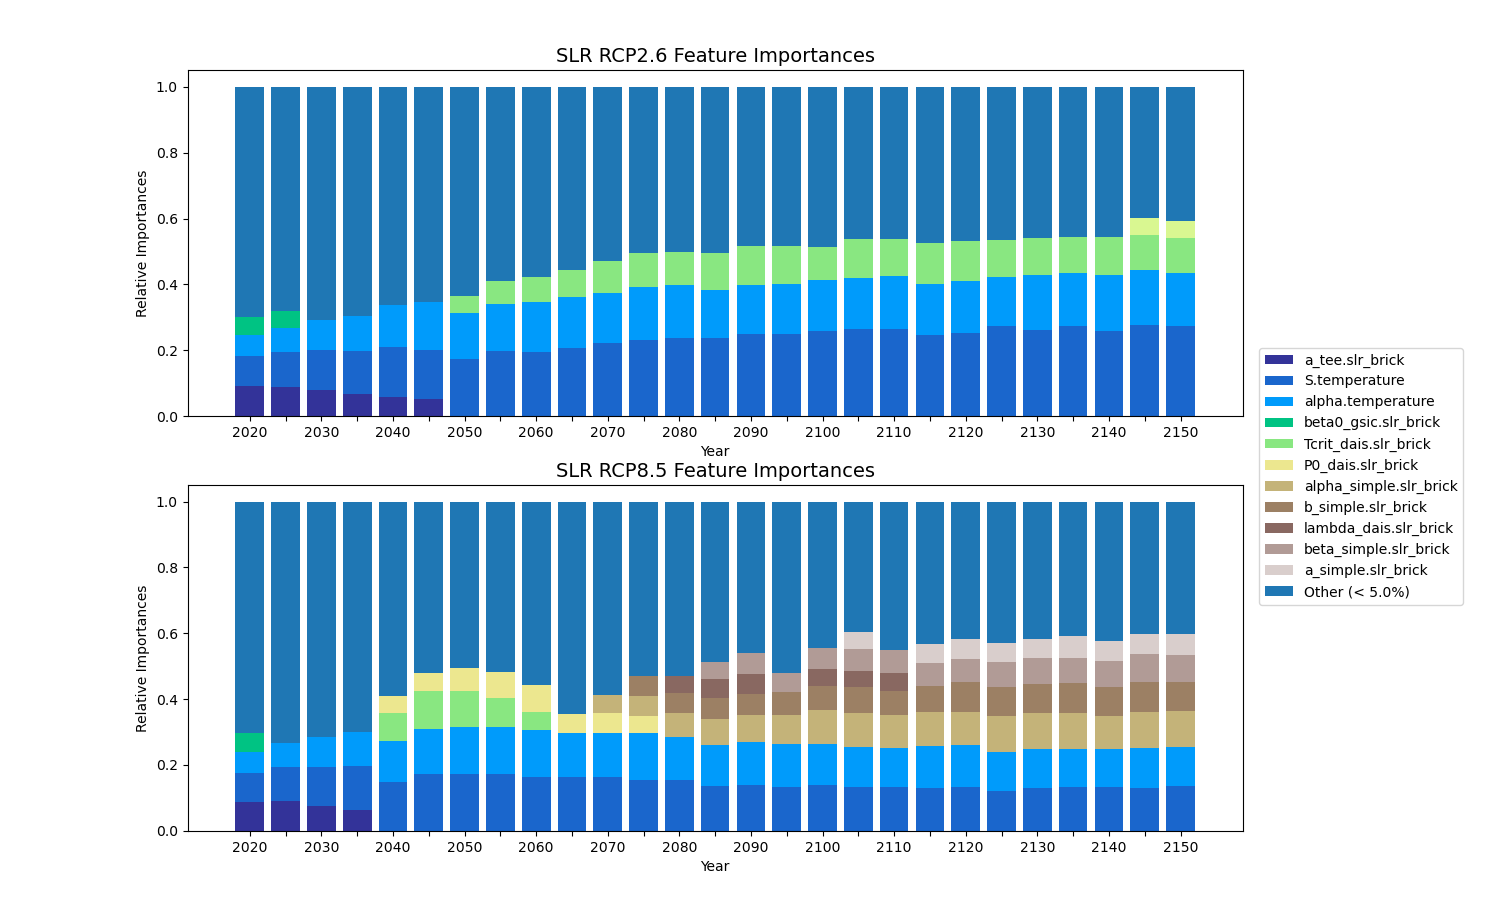 SLR RCP2.6 Feature Importances
1.0
0.8
0.6
0.4
0.2
0.0
Relative Importances
2020 2030 2040 2050 2060 2070 2080 2090 2100 2110 2120 2130 2140 2150
Year
SLR RCP8.5 Feature Importances
1.0
0.8
0.6
0.4
0.2
0.0
Relative Importances
2020 2030 2040 2050 2060 2070 2080 2090 2100 2110 2120 2130 2140 2150
Year
a_tee.slr_brick
S.temperature
alpha.temperature
beta0_gsic.slr_brick
Tcrit_dais.slr_brick
P0_dais.slr_brick
alpha_simple.slr_brick
b_simple.slr_brick
lambda_dais.slr_brick
beta_simple.slr_brick
a_simple.slr_brick
Other (< 5.0%)